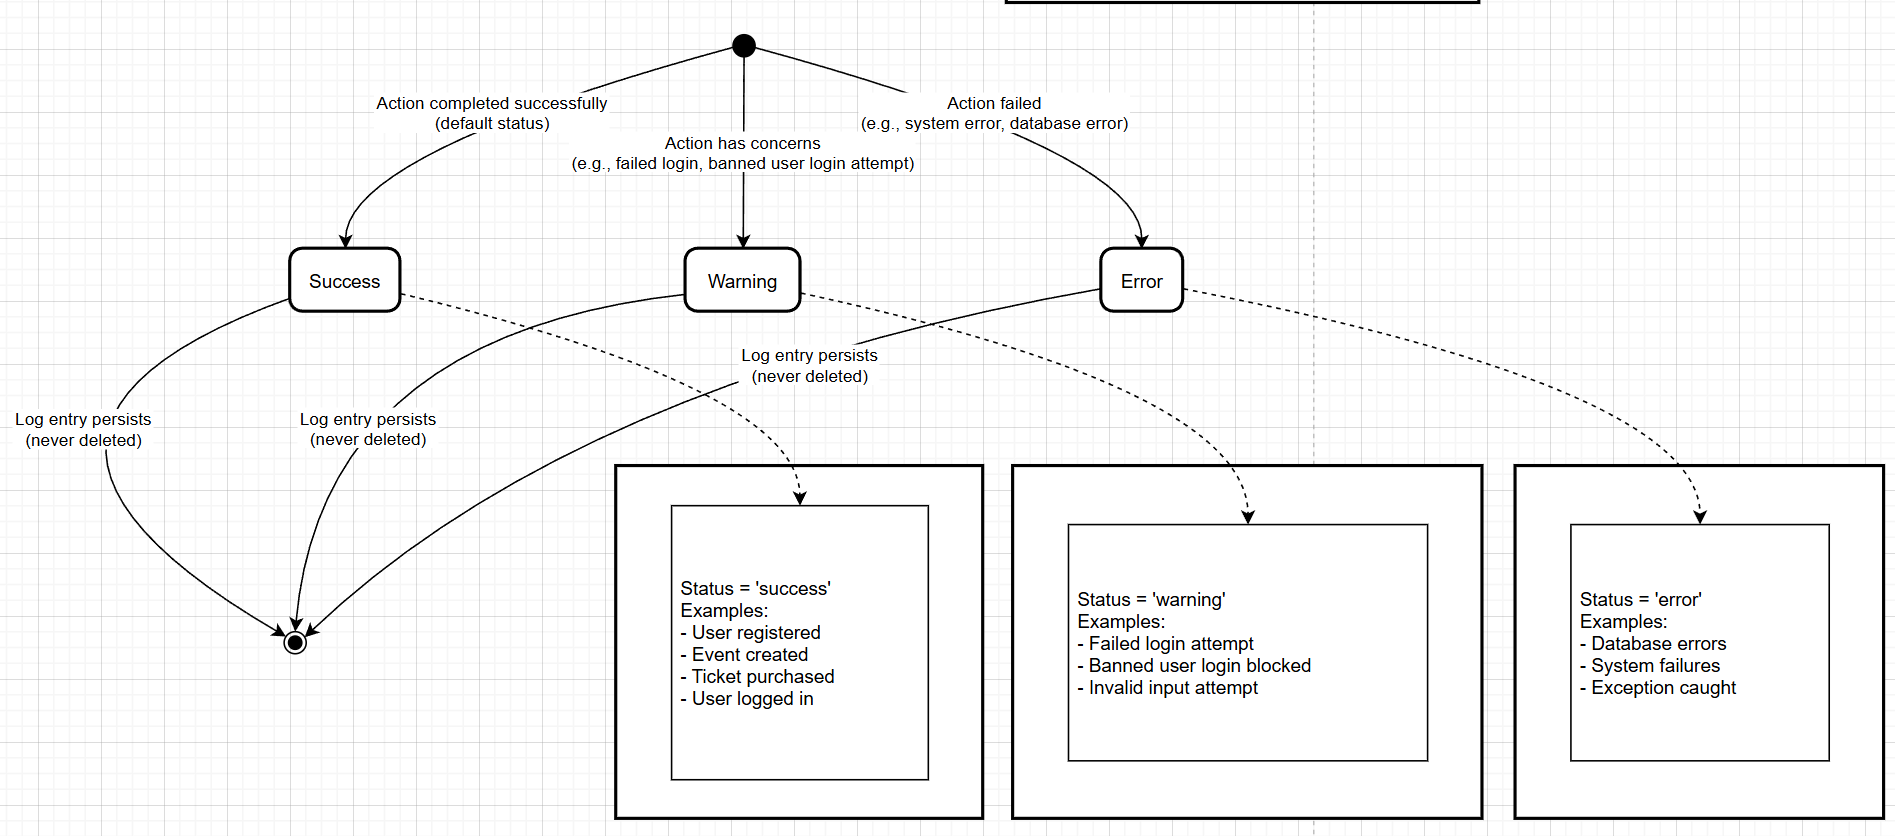 Action completed successfully
(default status)
Action has concerns
(e.g., failed login, banned user login attempt)
Action failed
(e.g., system error, database error)
Success
Warning
Error
Log entry persists
(never deleted)
Log entry persists
(never deleted)
Log entry persists
(never deleted)
Status = 'success'
Examples:
- User registered
- Event created
- Ticket purchased
- User logged in
Status = 'warning'
Examples:
- Failed login attempt
- Banned user login blocked
- Invalid input attempt
Status = 'error'
Examples:
- Database errors
- System failures
- Exception caught